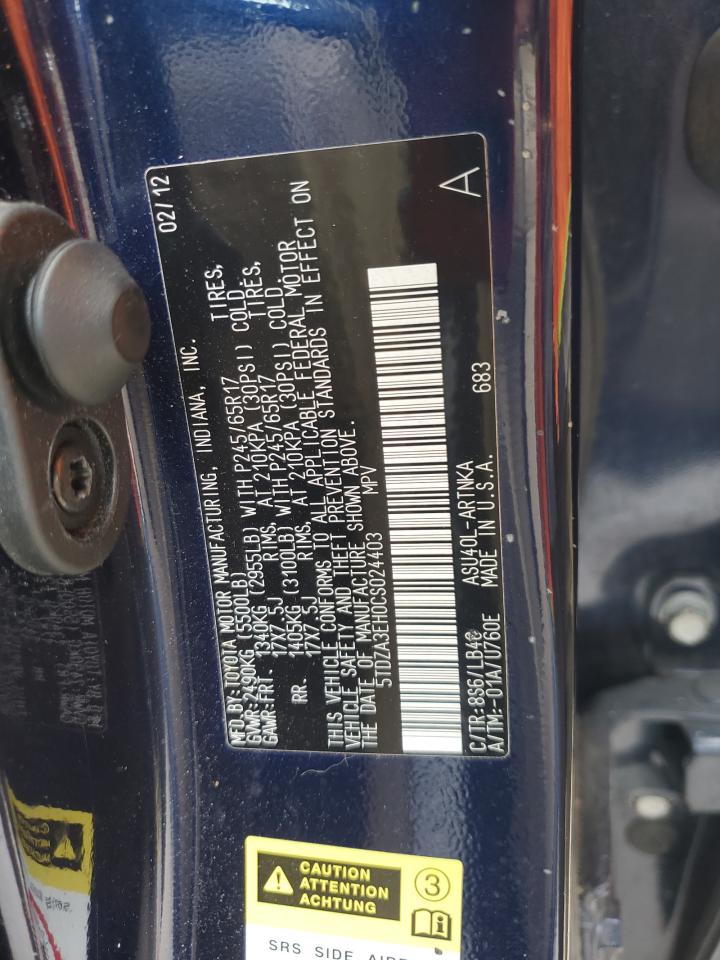 MFD.BY:TOYOTA MOTOR MANUFACTURING, INDIANA, INC. 02/12
GVWR:2490KG (5500LB)
GAWR:FRT 1340KG (2955LB) WITH P245/65R17 TIRES,
17X7.5J RIMS. AT 210KPA (30PSI) COLD.
RR. 1405KG (3100LB) WITH P245/65R17 TIRES,
17X7.5J RIMS. AT 210KPA (30PSI) COLD.
THIS VEHICLE CONFORMS TO ALL APPLICABLE FEDERAL MOTOR
VEHICLE SAFETY AND THEFT PREVENTION STANDARDS IN EFFECT ON
THE DATE OF MANUFACTURE SHOWN ABOVE.
5TDZA3EH0CS024403 MPV
C/TR:8S6/LB40 ASU40L-ARTNKA 683 A
A/TM:-01A/U760E MADE IN U.S.A.
CAUTION
ATTENTION
ACHTUNG
3
SRS SIDE